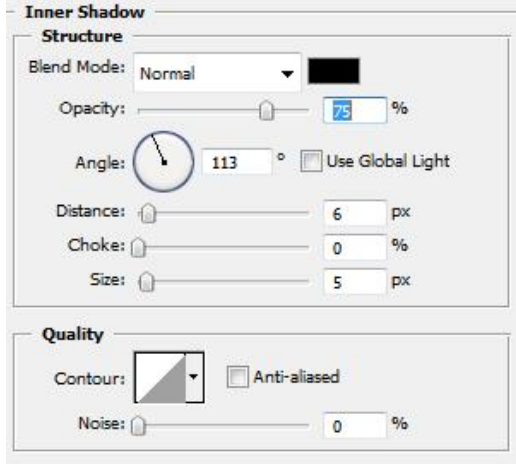 Inner Shadow
Structure
Blend Mode: Normal
Opacity: 75 %
Angle: 113 ° Use Global Light
Distance: 6 px
Choke: 0 %
Size: 5 px
Quality
Contour: Anti-aliased
Noise: 0 %